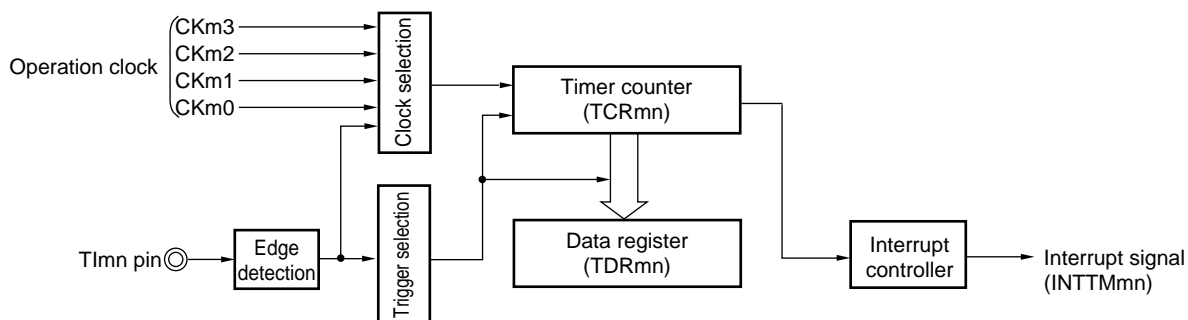 Operation clock
CKm3
CKm2
CKm1
CKm0
Clock selection
Timer counter
(TCRmn)
TImn pin
Edge
detection
Trigger selection
Data register
(TDRmn)
Interrupt
controller
Interrupt signal
(INTTMmn)